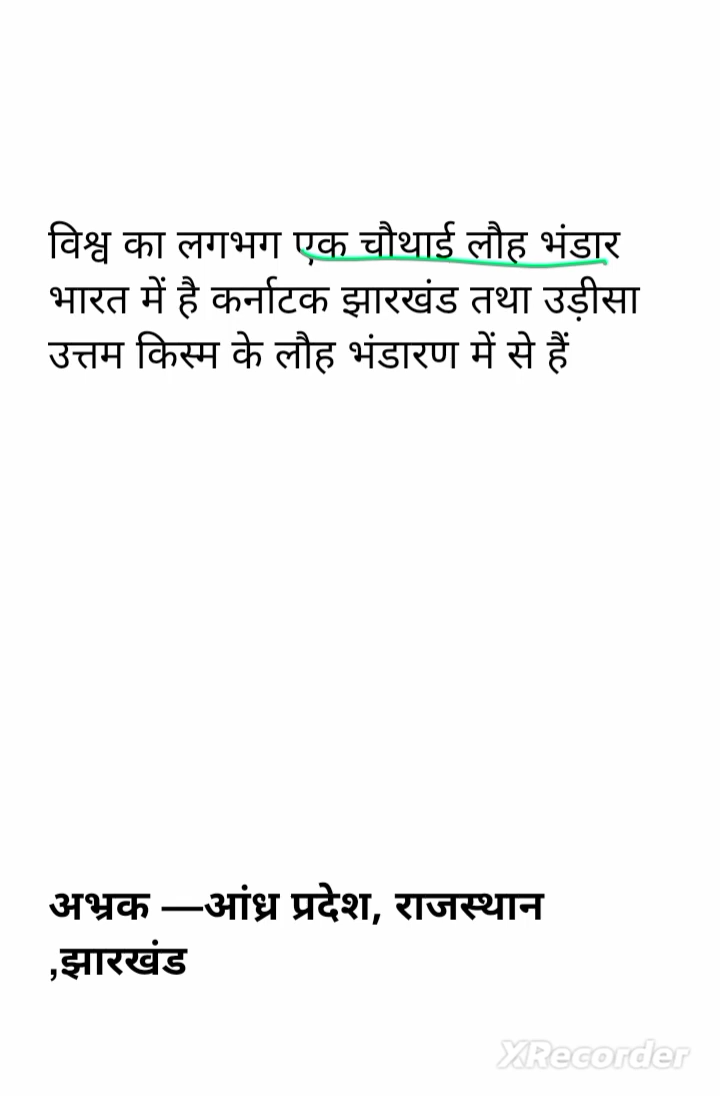 विश्व का लगभग एक चौथाई लौह भंडार
भारत में है कर्नाटक झारखंड तथा उड़ीसा
उत्तम किस्म के लौह भंडारण में से हैं
अभ्रक —आंध्र प्रदेश, राजस्थान
,झारखंड
XRecorder